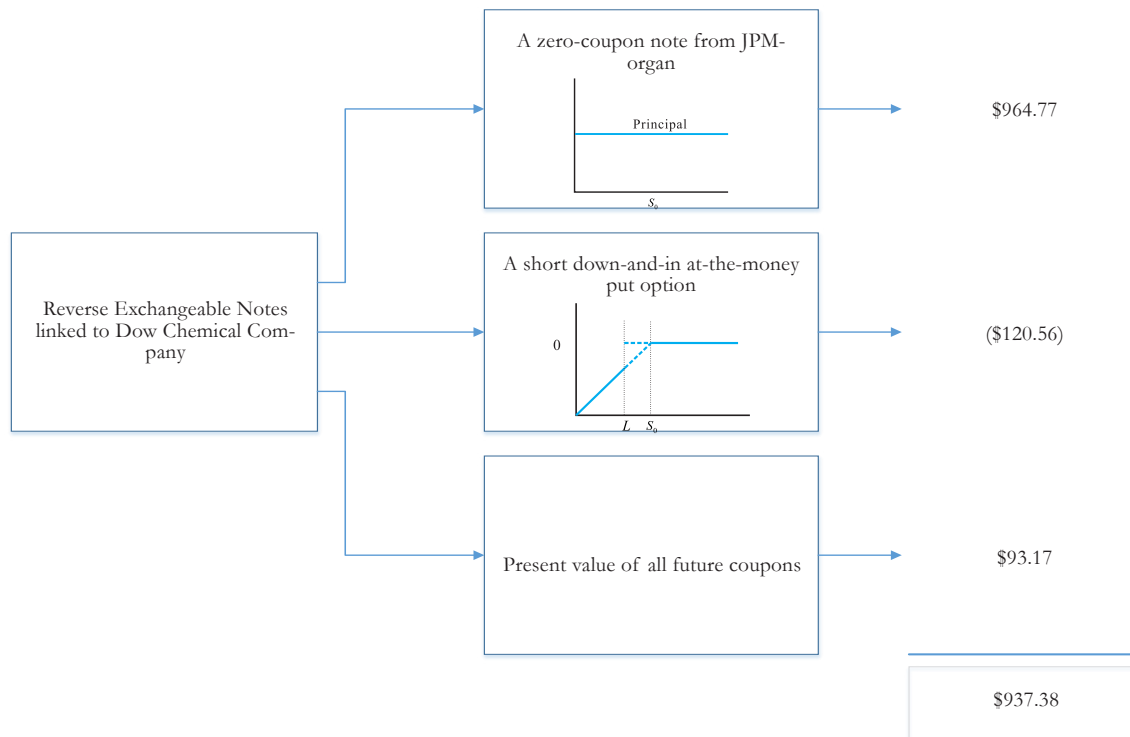 A zero-coupon note from JPM-
organ
Principal
S₀
$964.77
Reverse Exchangeable Notes
linked to Dow Chemical Com-
pany
A short down-and-in at-the-money
put option
0
L S₀
($120.56)
Present value of all future coupons
$93.17
$937.38